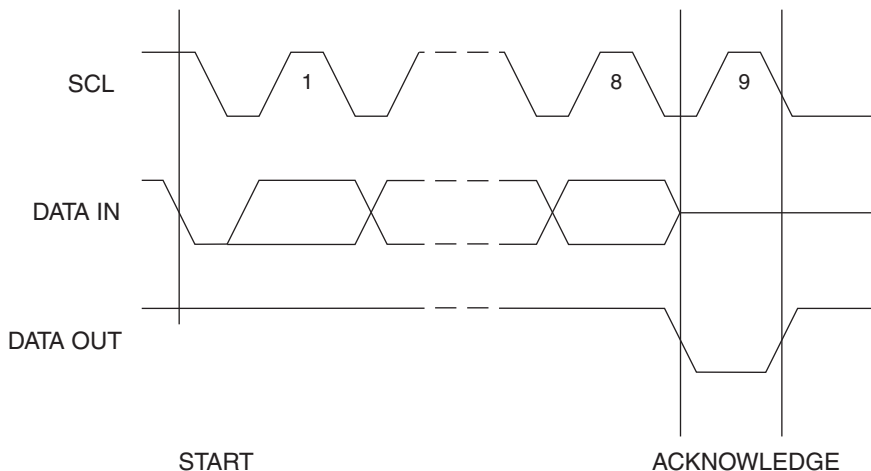 SCL
1
8
9
DATA IN
DATA OUT
START
ACKNOWLEDGE